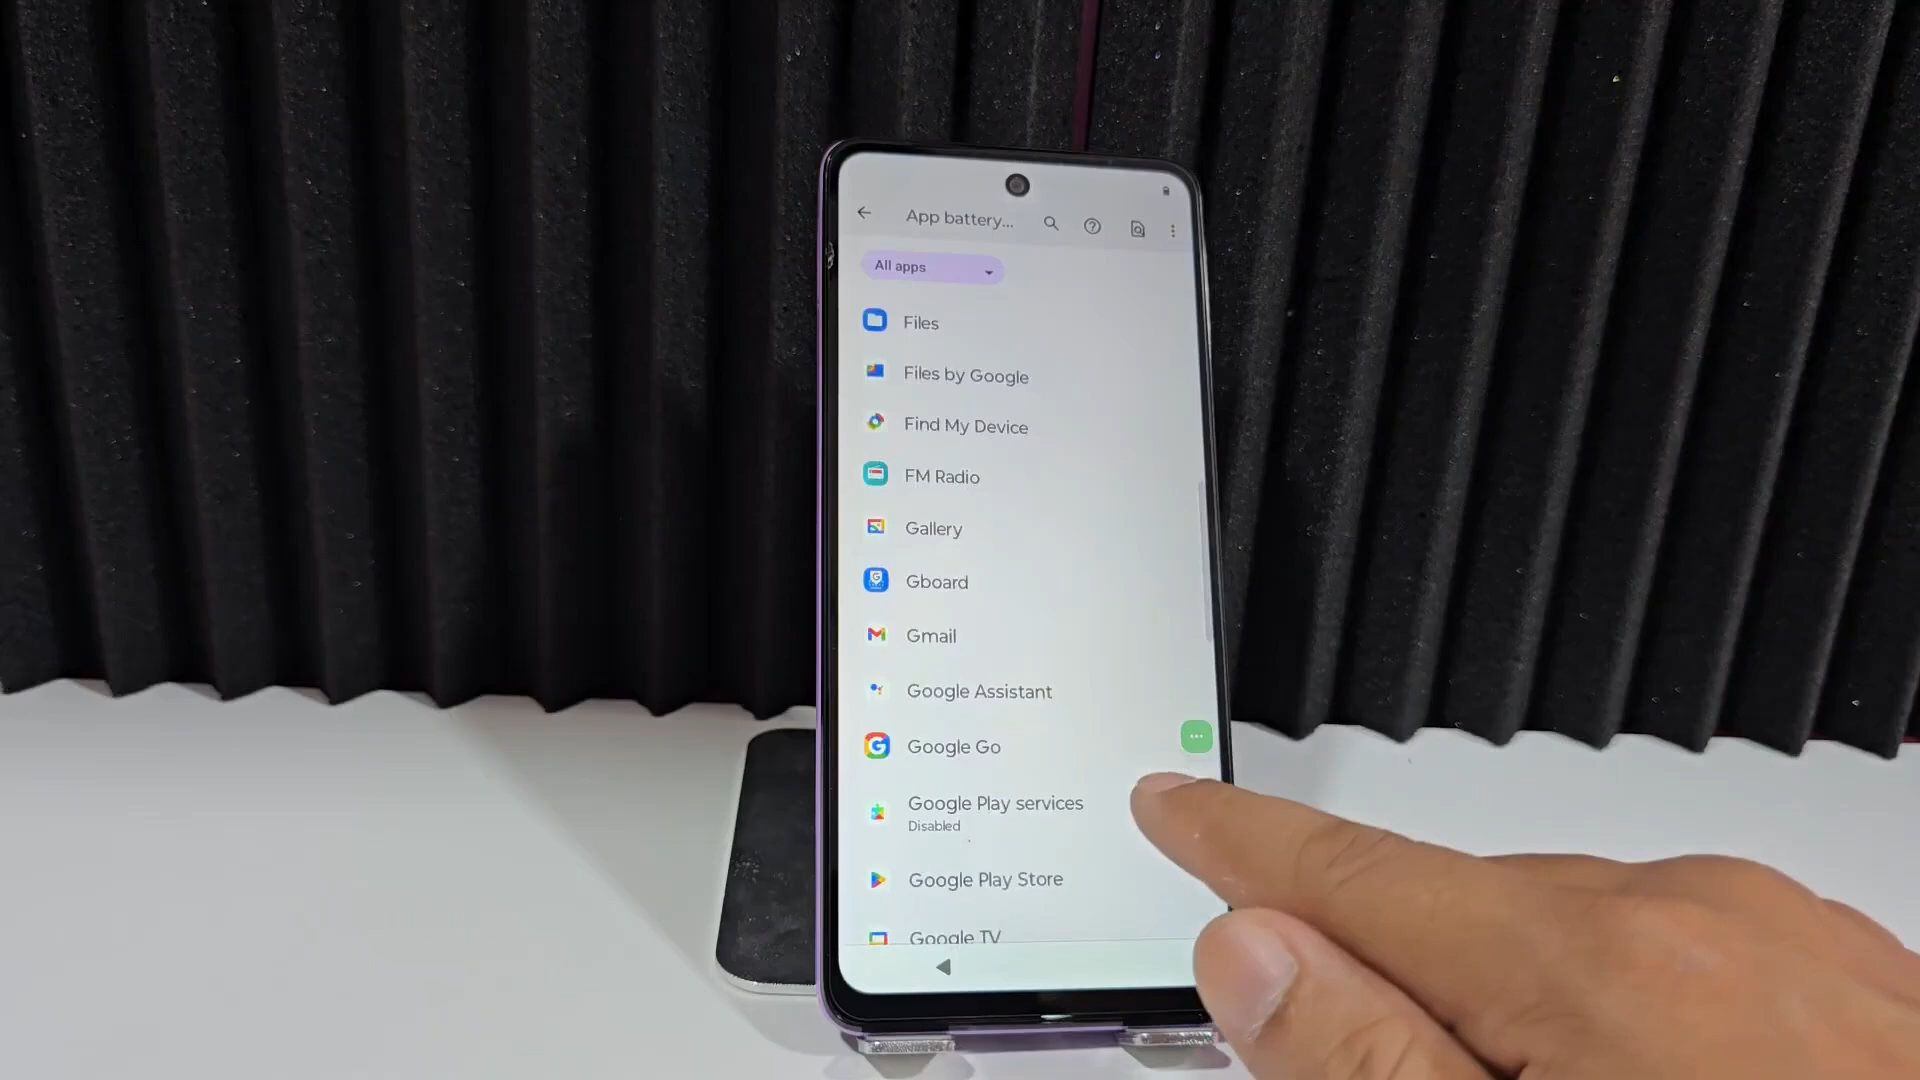 App battery...
All apps
Files
Files by Google
Find My Device
FM Radio
Gallery
Gboard
Gmail
Google Assistant
Google Go
Google Play services
Disabled
Google Play Store
Google TV